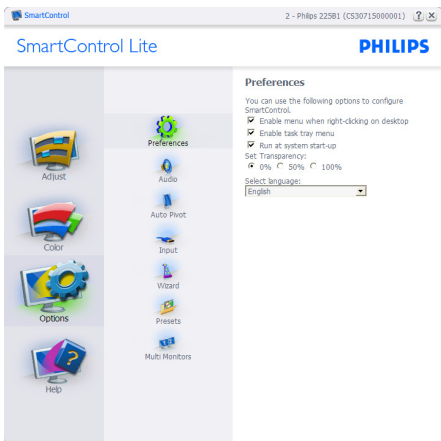 SmartControl
2 - Philips 225B1 (CS30715000001)
SmartControl Lite
PHILIPS
Adjust
Color
Options
Help
Preferences
Audio
Auto Pivot
Input
Wizard
Presets
Multi Monitors
Preferences
You can use the following options to configure
SmartControl.
Enable menu when right-clicking on desktop
Enable task tray menu
Run at system start-up
Set Transparency:
0% 50% 100%
Select language:
English